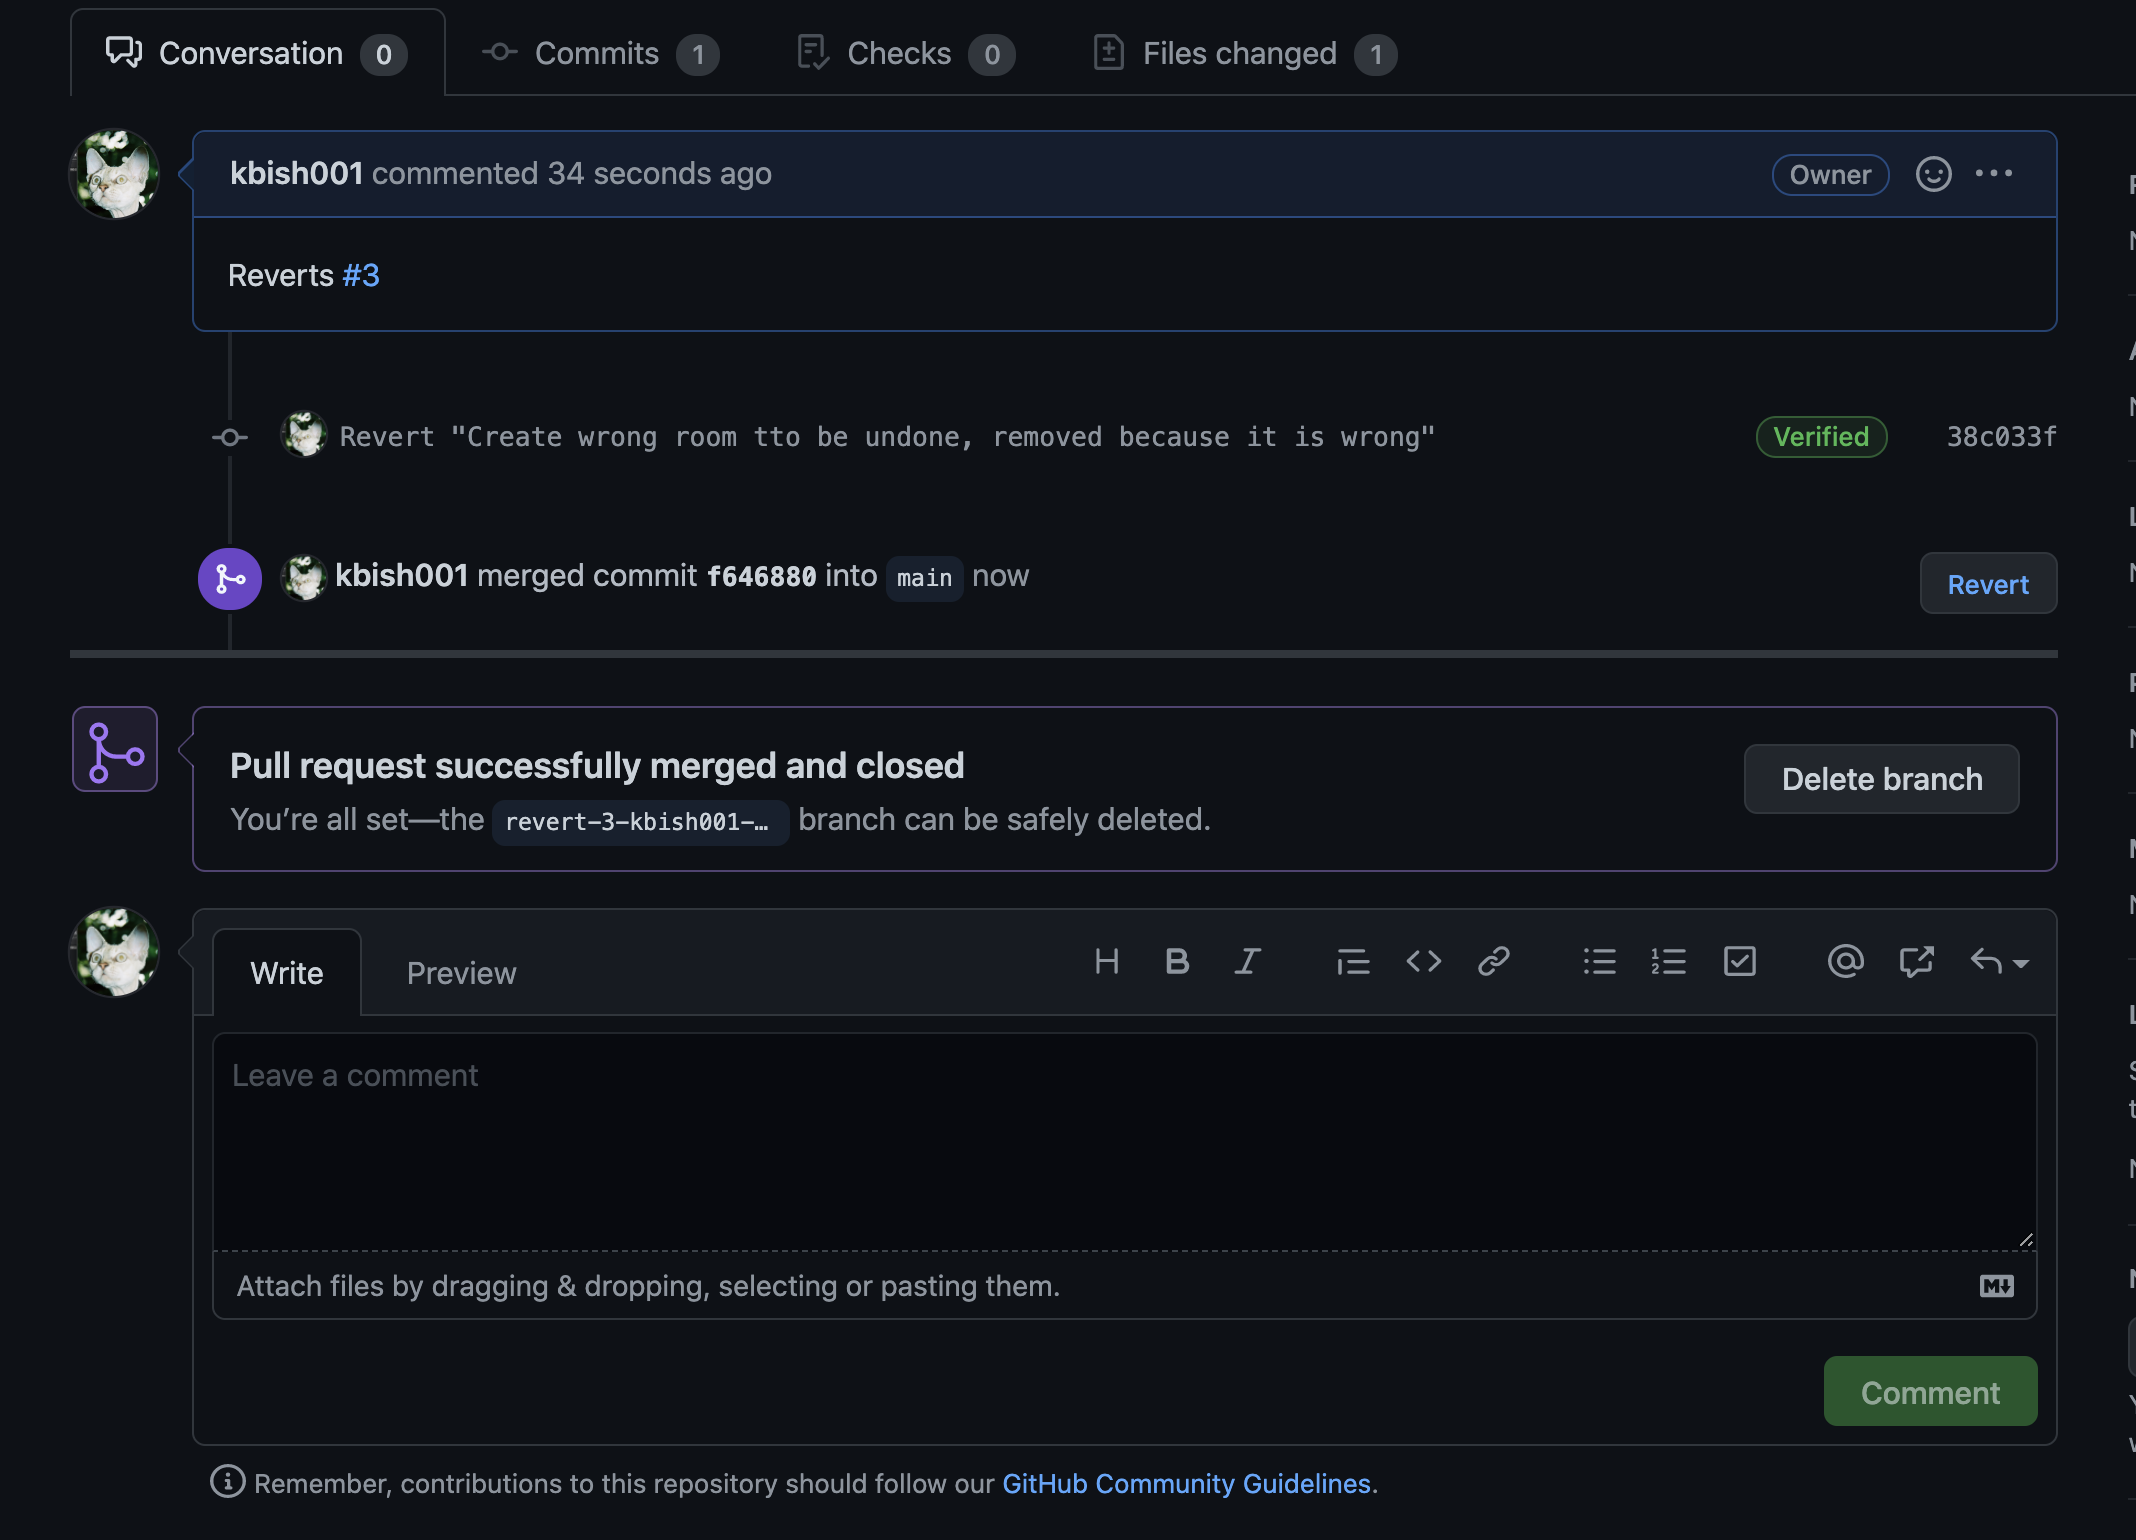 Conversation 0 Commits 1 Checks 0 Files changed 1
kbish001 commented 34 seconds ago Owner
Reverts #3
Revert "Create wrong room tto be undone, removed because it is wrong" Verified 38c033f
kbish001 merged commit f646880 into main now Revert
Pull request successfully merged and closed
Delete branch
You’re all set—the revert-3-kbish001-… branch can be safely deleted.
Write Preview
Leave a comment
Attach files by dragging & dropping, selecting or pasting them.
Comment
Remember, contributions to this repository should follow our GitHub Community Guidelines.